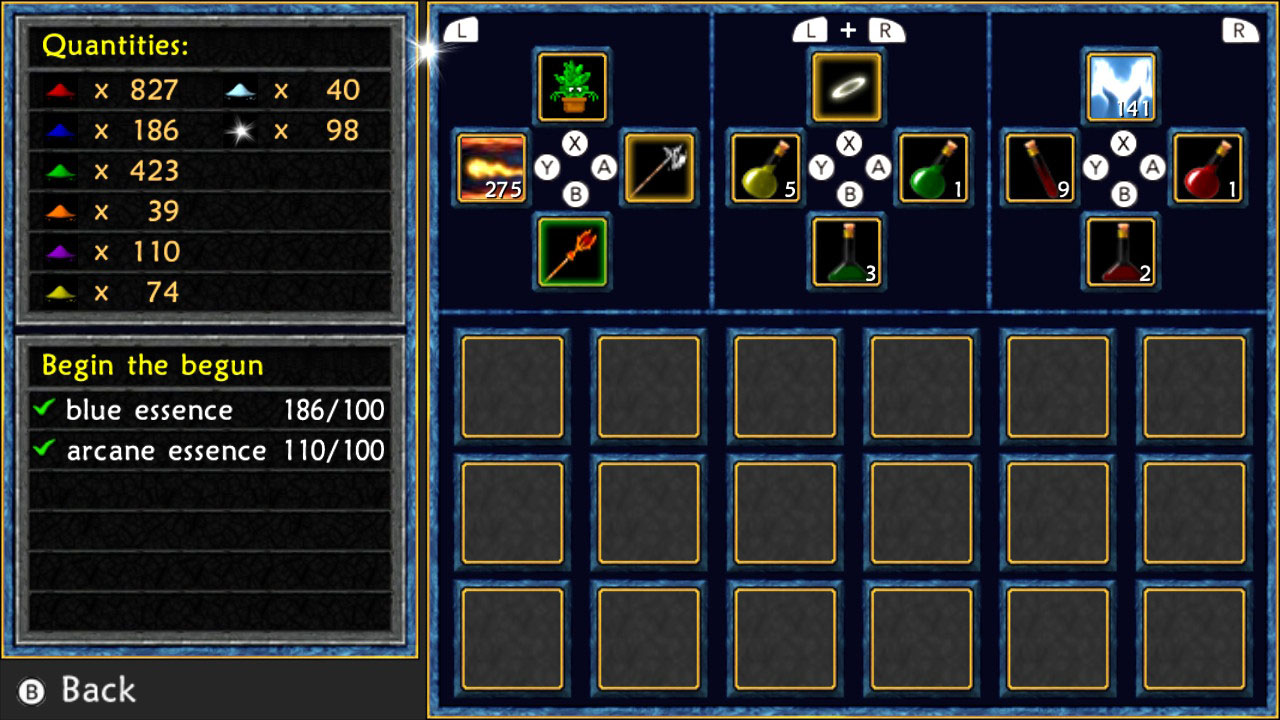 Quantities:
x 827 x 40
x 186 x 98
x 423
x 39
x 110
x 74
Begin the begun
blue essence 186/100
arcane essence 110/100
B Back
L
L + R
R
X
Y A
B
275
X
Y A
B
5
1
3
X
Y A
B
141
9
1
2